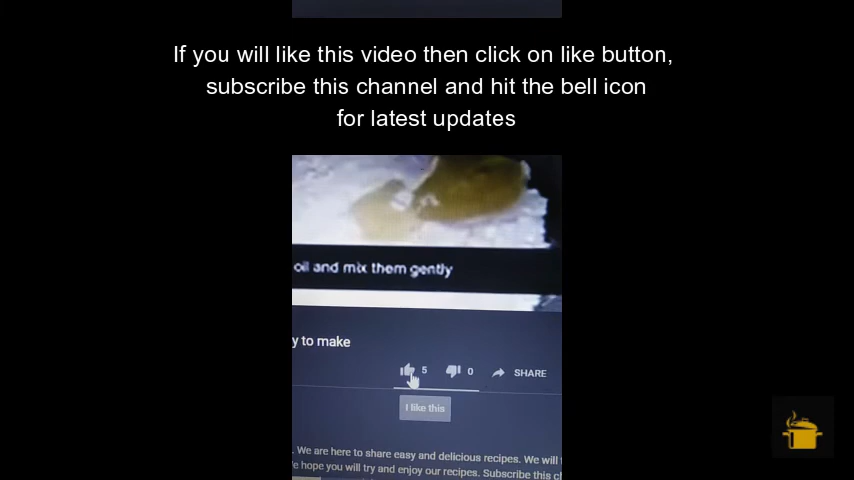 If you will like this video then click on like button,
subscribe this channel and hit the bell icon
for latest updates
oil and mix them gently
y to make
5 0 SHARE
I like this
. We are here to share easy and delicious recipes. We will
e hope you will try and enjoy our recipes. Subscribe this c